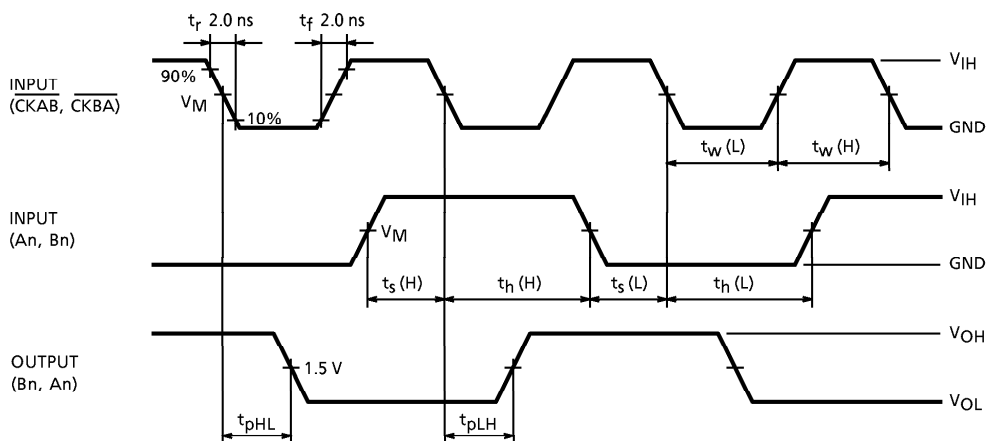 tr 2.0 ns
tf 2.0 ns
INPUT
(CKAB, CKBA)
90%
VM
10%
VIH
GND
tw (L)
tw (H)
INPUT
(An, Bn)
VM
VIH
GND
ts (H)
th (H)
ts (L)
th (L)
OUTPUT
(Bn, An)
1.5 V
VOH
VOL
tpHL
tpLH